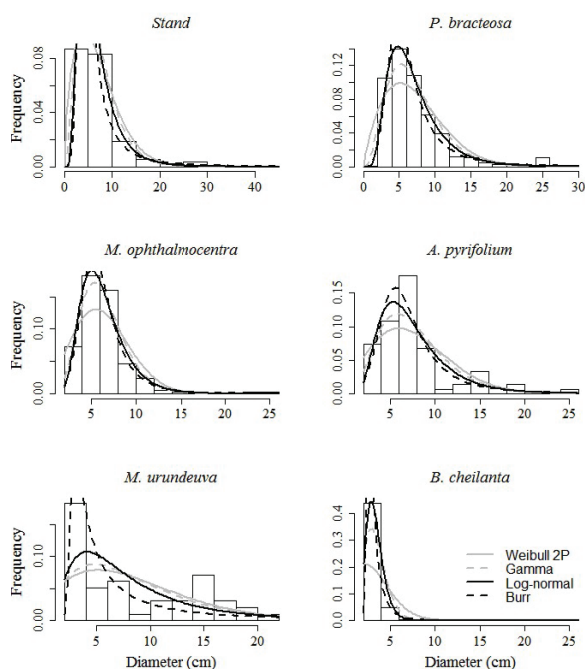 Stand
Frequency
0.00 0.04 0.08
0 10 20 30 40
P. bracteosa
0.00 0.04 0.08 0.12
0 5 10 15 20 25 30
M. ophthalmocentra
Frequency
0.00 0.10
5 10 15 20 25
A. pyrifolium
0.00 0.05 0.10 0.15
5 10 15 20 25
M. urundeuva
Frequency
0.00 0.10
5 10 15 20
Diameter (cm)
B. cheilanta
0.0 0.1 0.2 0.3 0.4
5 10 15 20 25
Diameter (cm)
Weibull 2P
Gamma
Log-normal
Burr